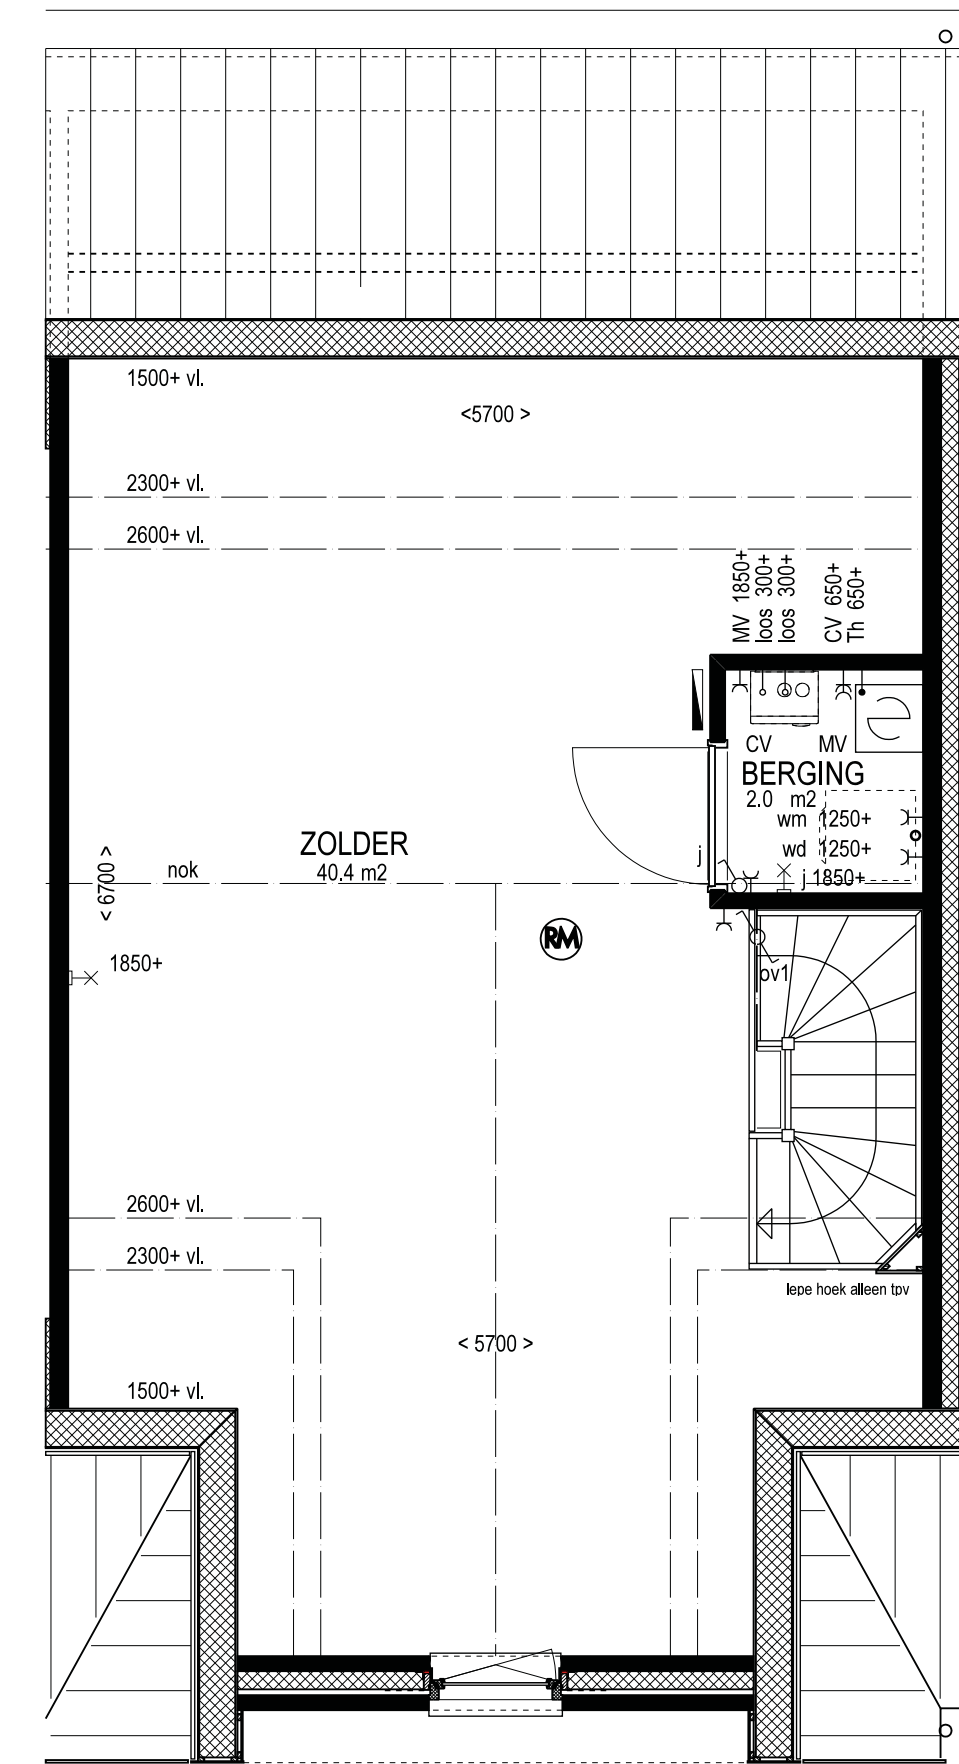 1500+ vl.
<5700 >
2300+ vl.
2600+ vl.
MV 1850+
loos 300+
loos 300+
CV 650+
Th 650+
CV MV
BERGING
2.0 m2
wm 1250+
wd 1250+
j
j 1850+
ZOLDER
40.4 m2
nok
< 6700 >
RM
1850+
ov1
2600+ vl.
2300+ vl.
lepe hoek alleen tpv
< 5700 >
1500+ vl.